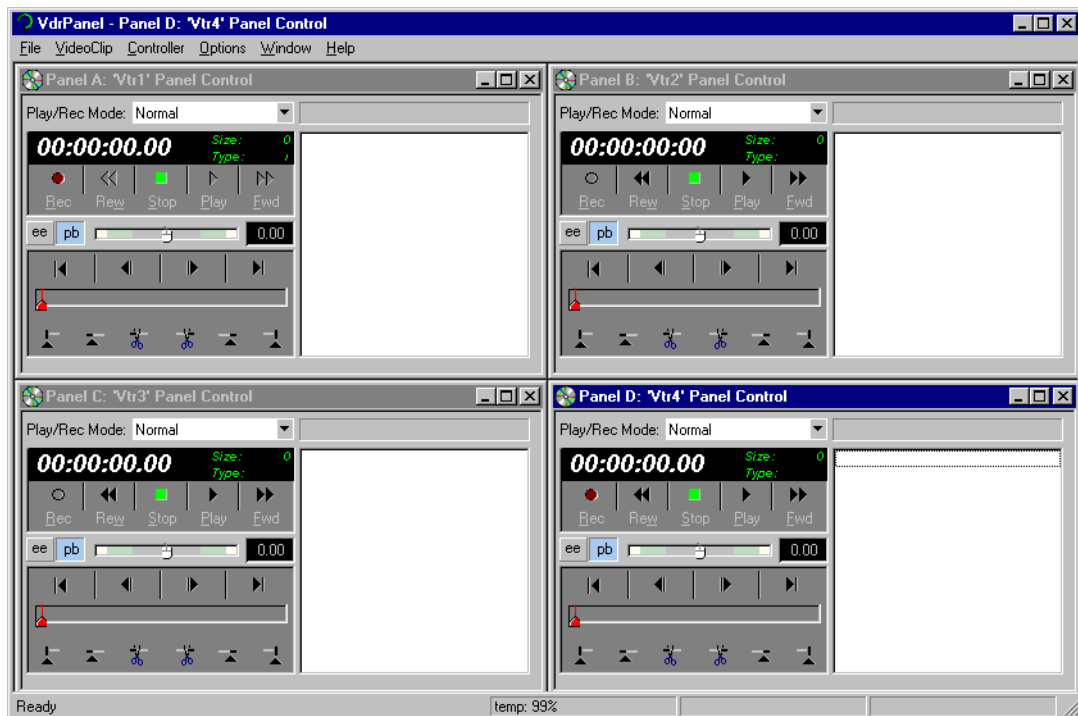 VdrPanel - Panel D: 'Vtr4' Panel Control
File VideoClip Controller Options Window Help
Panel A: 'Vtr1' Panel Control
Play/Rec Mode: Normal
00:00:00.00 Size: 0
Type: ,
Rec Rew Stop Play Fwd
ee pb 0.00
Panel B: 'Vtr2' Panel Control
Play/Rec Mode: Normal
00:00:00:00 Size: 0
Type:
Rec Rew Stop Play Fwd
ee pb 0.00
Panel C: 'Vtr3' Panel Control
Play/Rec Mode: Normal
00:00:00.00 Size: 0
Type:
Rec Rew Stop Play Fwd
ee pb 0.00
Panel D: 'Vtr4' Panel Control
Play/Rec Mode: Normal
00:00:00.00 Size: 0
Type:
Rec Rew Stop Play Fwd
ee pb 0.00
Ready temp: 99%